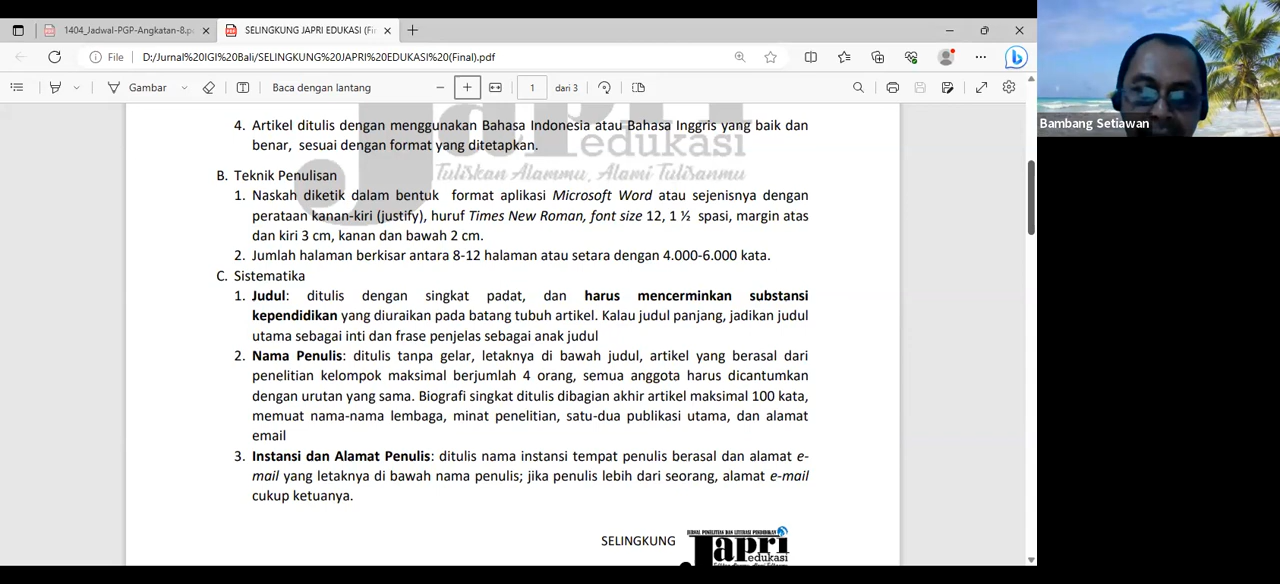 1404_Jadwal-PGP-Angkatan-8.p
SELINGKUNG JAPRI EDUKASI (Fi
File
D:/Jurnal%20IGI%20Bali/SELINGKUNG%20JAPRI%20EDUKASI%20(Final).pdf
Gambar
Baca dengan lantang
1
dari 3
Bambang Setiawan
Japri
edukasi
Tuliskan Alammu, Alami Tulisanmu
4. Artikel ditulis dengan menggunakan Bahasa Indonesia atau Bahasa Inggris yang baik dan
benar, sesuai dengan format yang ditetapkan.
B. Teknik Penulisan
1. Naskah diketik dalam bentuk format aplikasi Microsoft Word atau sejenisnya dengan
perataan kanan-kiri (justify), huruf Times New Roman, font size 12, 1 ½ spasi, margin atas
dan kiri 3 cm, kanan dan bawah 2 cm.
2. Jumlah halaman berkisar antara 8-12 halaman atau setara dengan 4.000-6.000 kata.
C. Sistematika
1. Judul: ditulis dengan singkat padat, dan harus mencerminkan substansi
kependidikan yang diuraikan pada batang tubuh artikel. Kalau judul panjang, jadikan judul
utama sebagai inti dan frase penjelas sebagai anak judul
2. Nama Penulis: ditulis tanpa gelar, letaknya di bawah judul, artikel yang berasal dari
penelitian kelompok maksimal berjumlah 4 orang, semua anggota harus dicantumkan
dengan urutan yang sama. Biografi singkat ditulis dibagian akhir artikel maksimal 100 kata,
memuat nama-nama lembaga, minat penelitian, satu-dua publikasi utama, dan alamat
email
3. Instansi dan Alamat Penulis: ditulis nama instansi tempat penulis berasal dan alamat e-
mail yang letaknya di bawah nama penulis; jika penulis lebih dari seorang, alamat e-mail
cukup ketuanya.
SELINGKUNG
JURNAL PENELITIAN DAN LITERASI PENDIDIKAN
Japri
edukasi